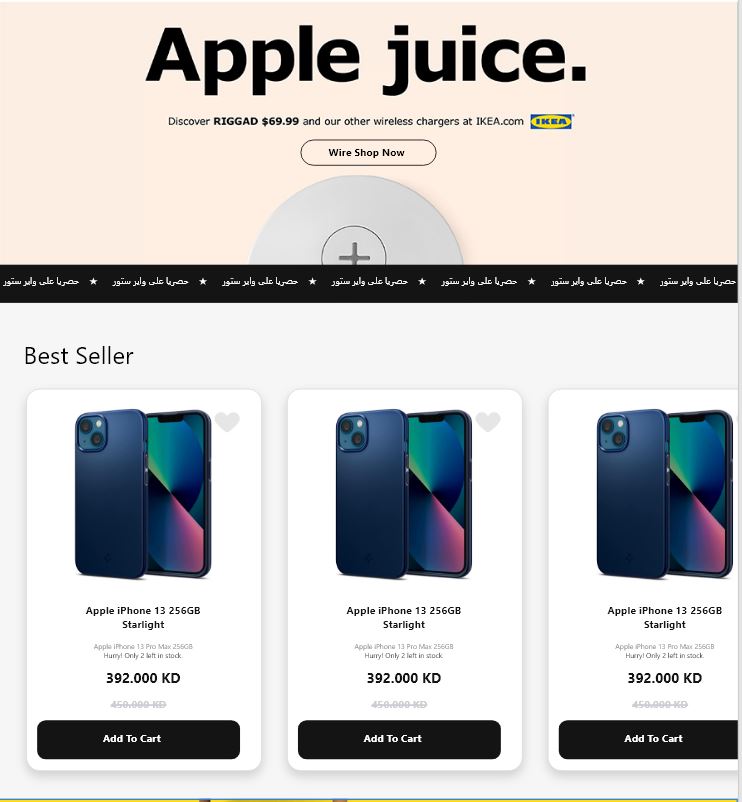 Apple juice.
Discover RIGGAD $69.99 and our other wireless chargers at IKEA.com IKEA
Wire Shop Now
حصريا على واير ستور ★ حصريا على واير ستور ★ حصريا على واير ستور ★ حصريا على واير ستور ★ حصريا على واير ستور ★ حصريا على واير ستور ★ حصريا على واير ستور
Best Seller
Apple iPhone 13 256GB
Starlight
Apple iPhone 13 Pro Max 256GB
Hurry! Only 2 left in stock.
392.000 KD
450.000 KD
Add To Cart
Apple iPhone 13 256GB
Starlight
Apple iPhone 13 Pro Max 256GB
Hurry! Only 2 left in stock.
392.000 KD
450.000 KD
Add To Cart
Apple iPhone 13 256GB
Starlight
Apple iPhone 13 Pro Max 256GB
Hurry! Only 2 left in stock.
392.000 KD
450.000 KD
Add To Cart